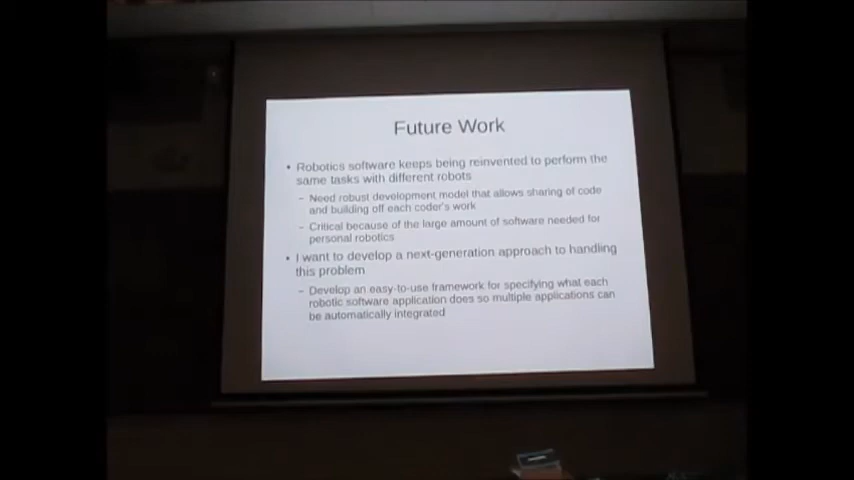 Future Work
• Robotics software keeps being reinvented to perform the
same tasks with different robots
– Need robust development model that allows sharing of code
and building off each coder's work
– Critical because of the large amount of software needed for
personal robotics
• I want to develop a next-generation approach to handling
this problem
– Develop an easy-to-use framework for specifying what each
robotic software application does so multiple applications can
be automatically integrated